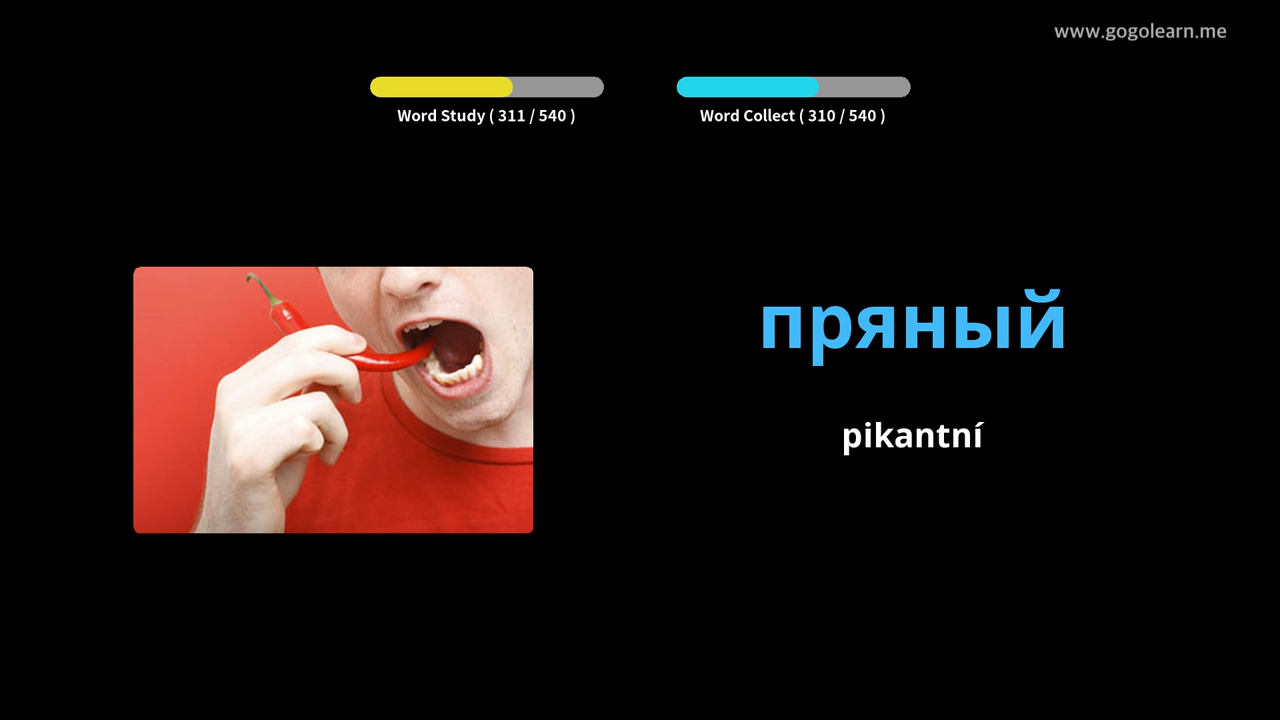 www.gogolearn.me
Word Study ( 311 / 540 )
Word Collect ( 310 / 540 )
пряный
pikantní